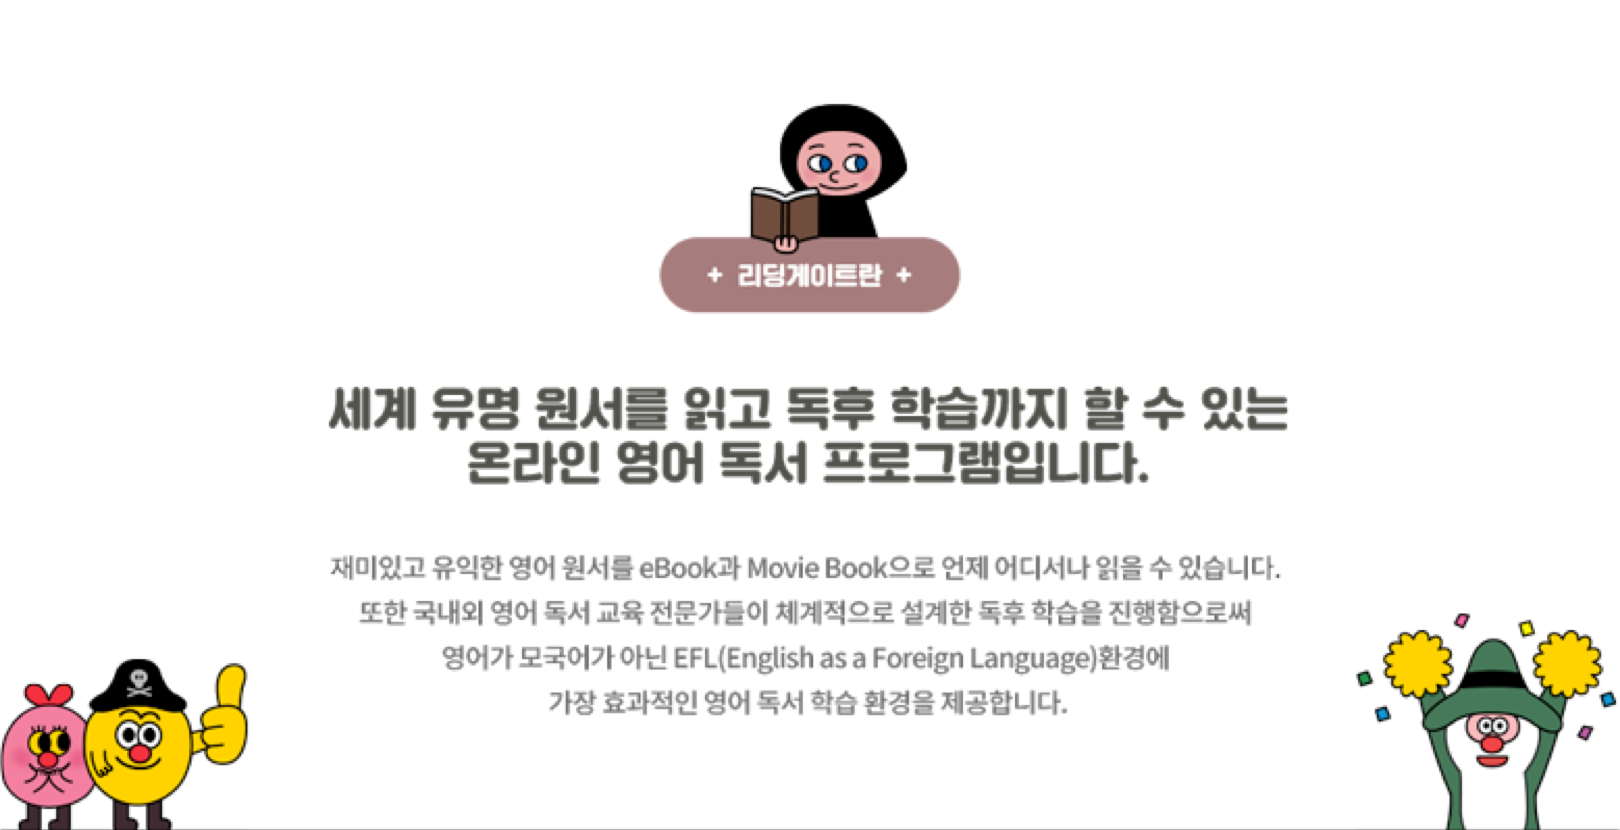 + 리딩게이트란 +
세계 유명 원서를 읽고 독후 학습까지 할 수 있는
온라인 영어 독서 프로그램입니다.
재미있고 유익한 영어 원서를 eBook과 Movie Book으로 언제 어디서나 읽을 수 있습니다.
또한 국내외 영어 독서 교육 전문가들이 체계적으로 설계한 독후 학습을 진행함으로써
영어가 모국어가 아닌 EFL(English as a Foreign Language)환경에
가장 효과적인 영어 독서 학습 환경을 제공합니다.